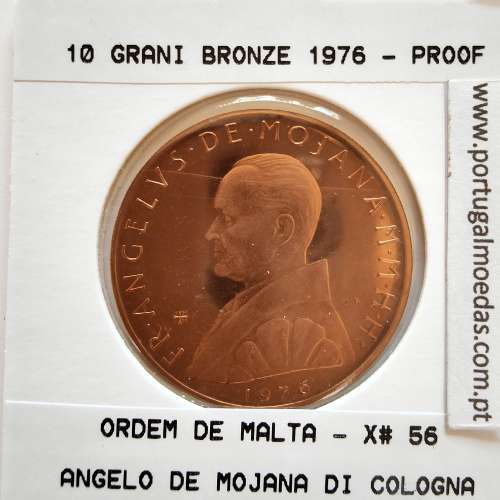 10 GRANI BRONZE 1976 - PROOF
FR·ANGELVS·DE·MOJANA·M·M·H·H·
1976
ORDEM DE MALTA - X# 56
ANGELO DE MOJANA DI COLOGNA
www.portugalmoedas.com.pt